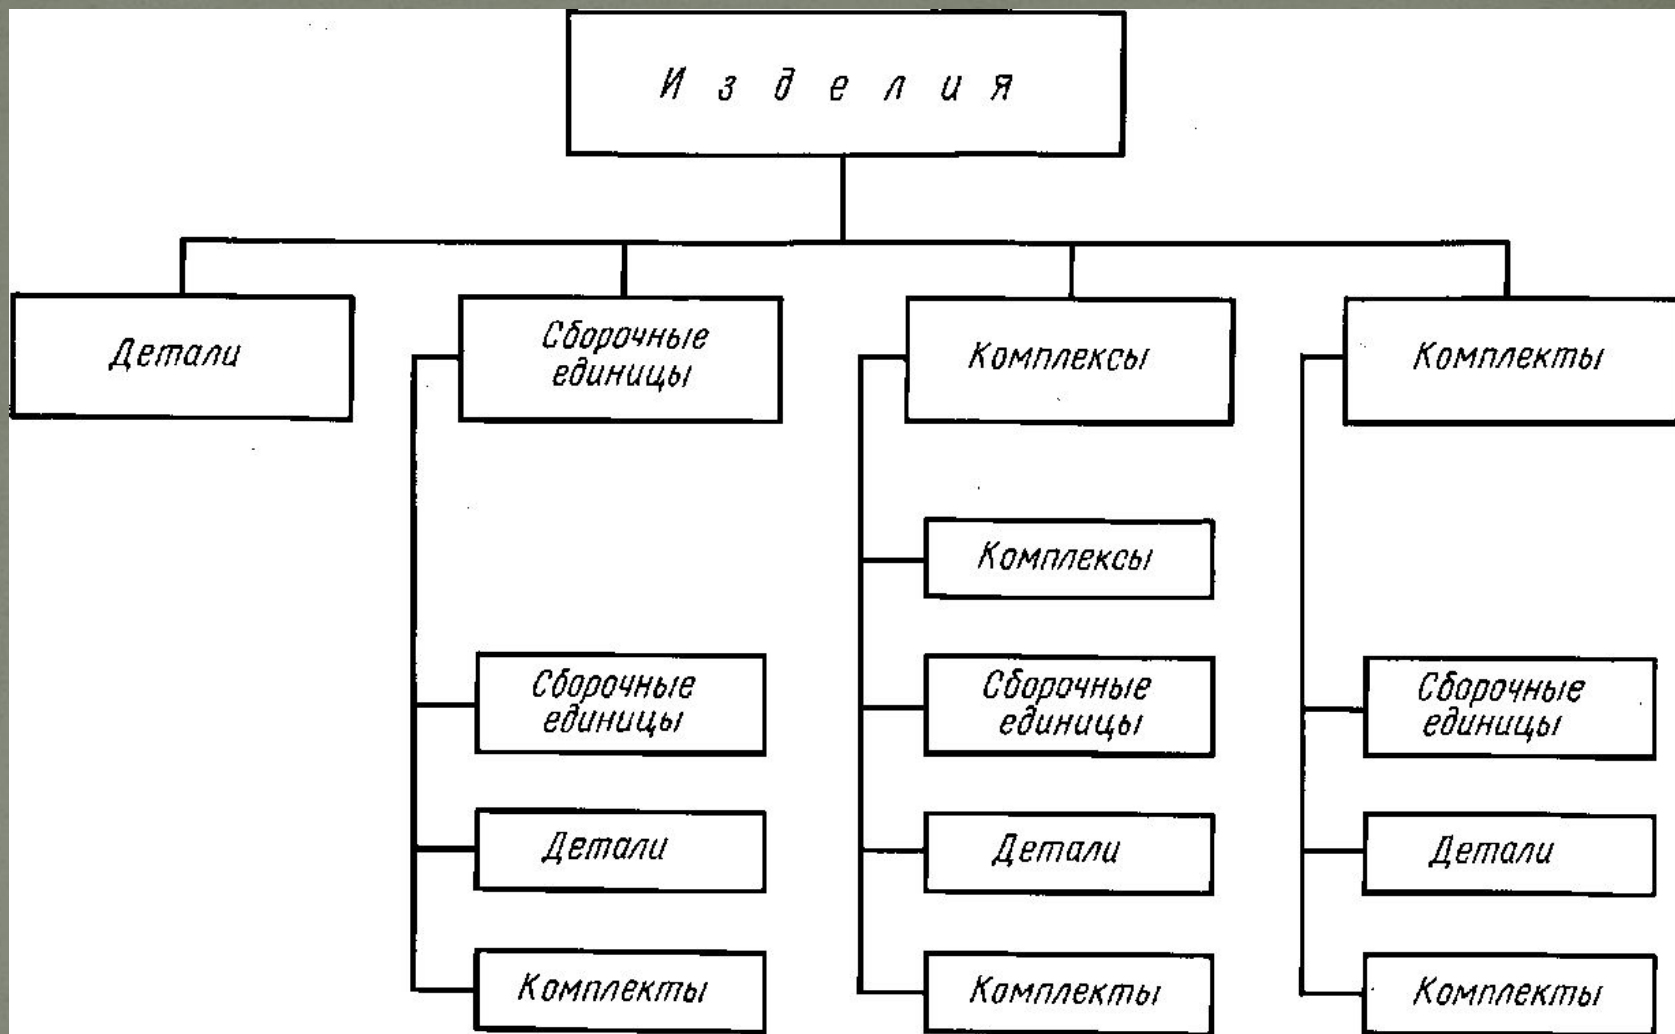 Изделия
Детали
Сборочные
единицы
Комплексы
Комплекты
Комплексы
Сборочные
единицы
Сборочные
единицы
Сборочные
единицы
Детали
Детали
Детали
Комплекты
Комплекты
Комплекты